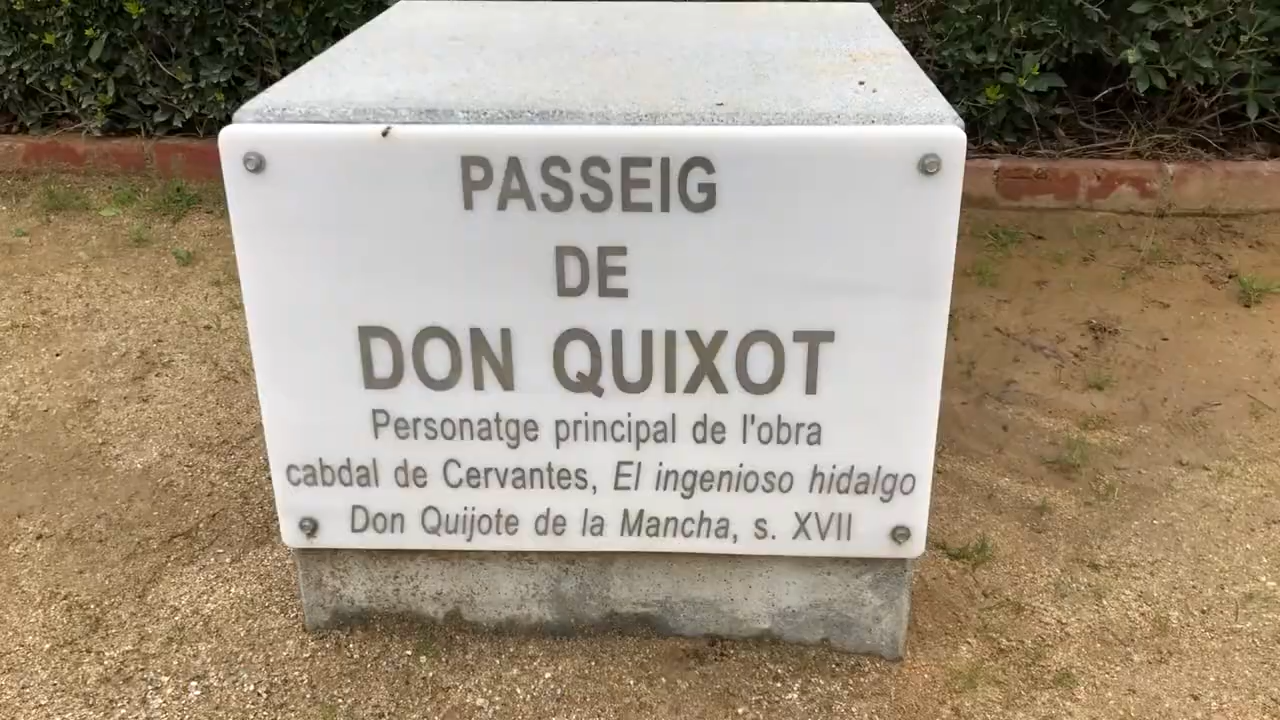 PASSEIG
DE
DON QUIXOT
Personatge principal de l'obra
cabdal de Cervantes, El ingenioso hidalgo
Don Quijote de la Mancha, s. XVII